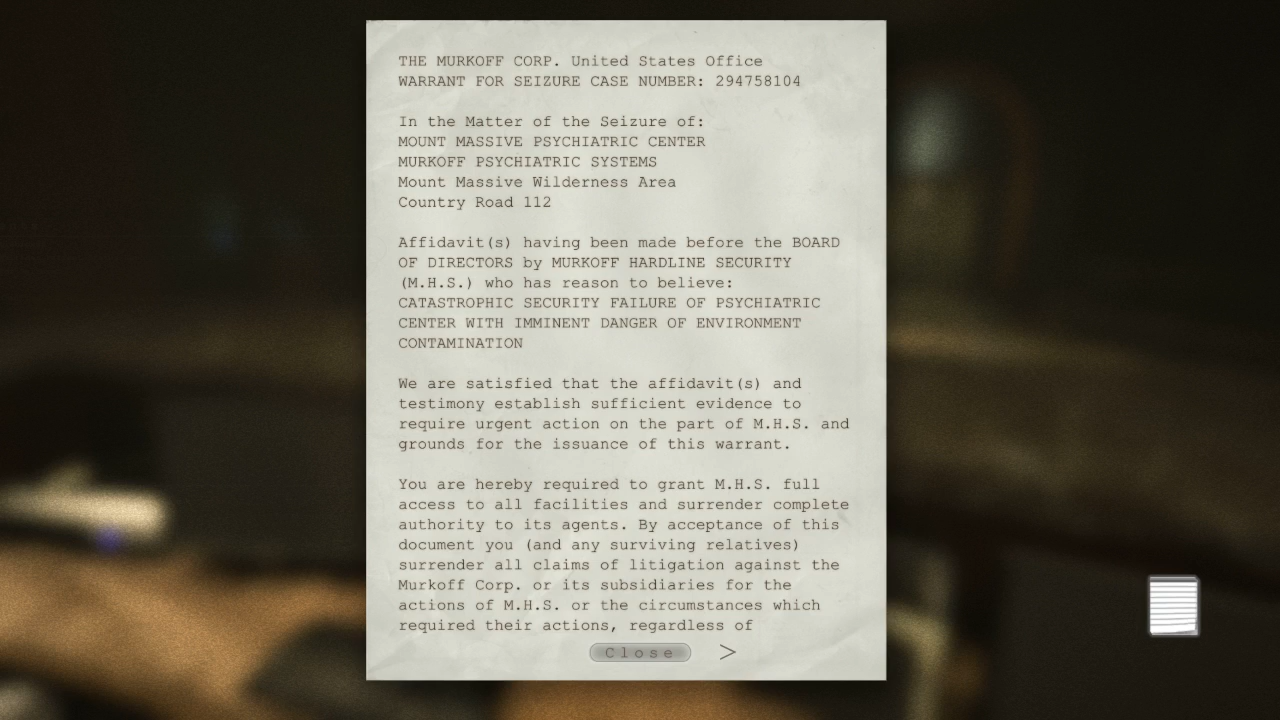 THE MURKOFF CORP. United States Office
WARRANT FOR SEIZURE CASE NUMBER: 294758104
In the Matter of the Seizure of:
MOUNT MASSIVE PSYCHIATRIC CENTER
MURKOFF PSYCHIATRIC SYSTEMS
Mount Massive Wilderness Area
Country Road 112
Affidavit(s) having been made before the BOARD
OF DIRECTORS by MURKOFF HARDLINE SECURITY
(M.H.S.) who has reason to believe:
CATASTROPHIC SECURITY FAILURE OF PSYCHIATRIC
CENTER WITH IMMINENT DANGER OF ENVIRONMENT
CONTAMINATION
We are satisfied that the affidavit(s) and
testimony establish sufficient evidence to
require urgent action on the part of M.H.S. and
grounds for the issuance of this warrant.
You are hereby required to grant M.H.S. full
access to all facilities and surrender complete
authority to its agents. By acceptance of this
document you (and any surviving relatives)
surrender all claims of litigation against the
Murkoff Corp. or its subsidiaries for the
actions of M.H.S. or the circumstances which
required their actions, regardless of
Close >